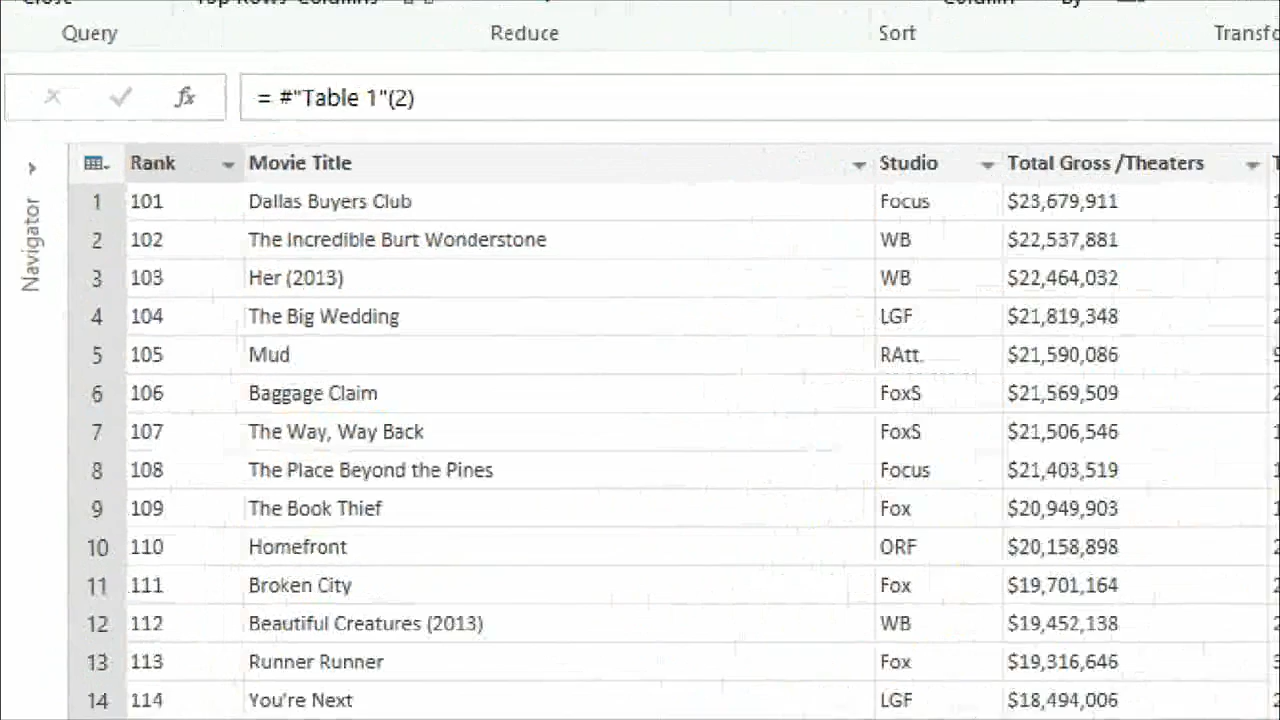 Query Reduce Sort
= #"Table 1"(2)
Navigator
Rank Movie Title Studio Total Gross /Theaters
1 101 Dallas Buyers Club Focus $23,679,911
2 102 The Incredible Burt Wonderstone WB $22,537,881
3 103 Her (2013) WB $22,464,032
4 104 The Big Wedding LGF $21,819,348
5 105 Mud RAtt. $21,590,086
6 106 Baggage Claim FoxS $21,569,509
7 107 The Way, Way Back FoxS $21,506,546
8 108 The Place Beyond the Pines Focus $21,403,519
9 109 The Book Thief Fox $20,949,903
10 110 Homefront ORF $20,158,898
11 111 Broken City Fox $19,701,164
12 112 Beautiful Creatures (2013) WB $19,452,138
13 113 Runner Runner Fox $19,316,646
14 114 You're Next LGF $18,494,006